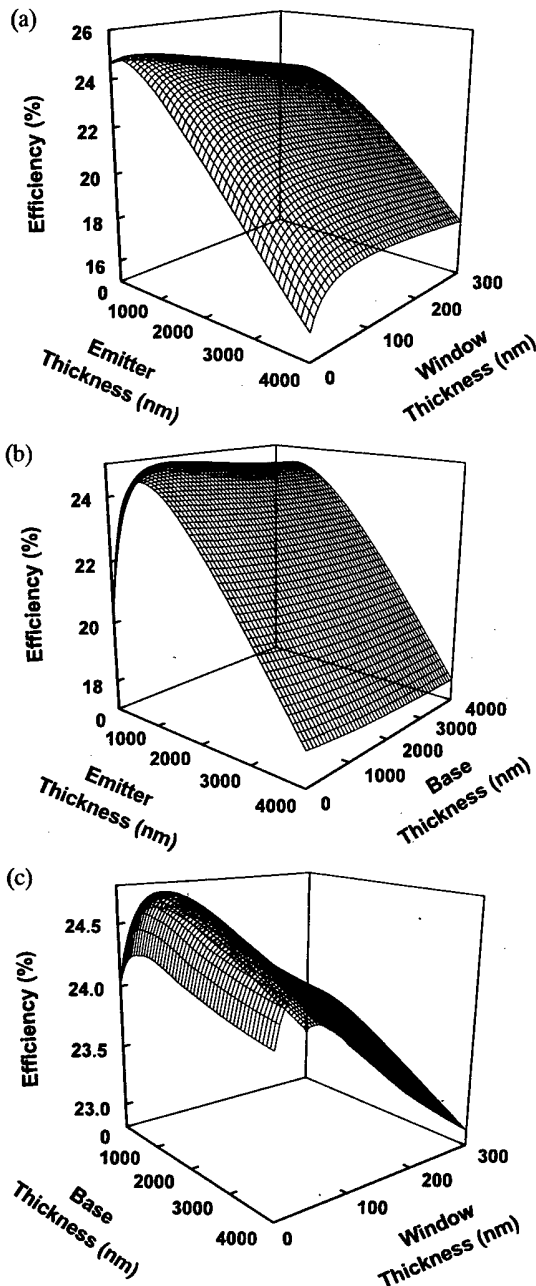 (a)
26
24
22
20
18
16
Efficiency (%)
0
1000
2000
3000
4000
Emitter
Thickness (nm)
0
100
200
300
Window
Thickness (nm)
(b)
24
22
20
18
Efficiency (%)
0
1000
2000
3000
4000
Emitter
Thickness (nm)
0
1000
2000
3000
4000
Base
Thickness (nm)
(c)
24.5
24.0
23.5
23.0
Efficiency (%)
0
1000
2000
3000
4000
Base
Thickness (nm)
0
100
200
300
Window
Thickness (nm)